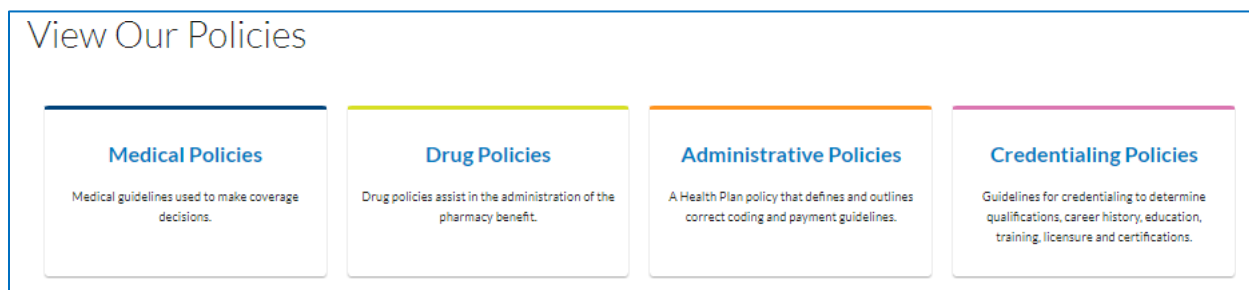 View Our Policies
Medical Policies
Medical guidelines used to make coverage
decisions.
Drug Policies
Drug policies assist in the administration of the
pharmacy benefit.
Administrative Policies
A Health Plan policy that defines and outlines
correct coding and payment guidelines.
Credentialing Policies
Guidelines for credentialing to determine
qualifications, career history, education,
training, licensure and certifications.